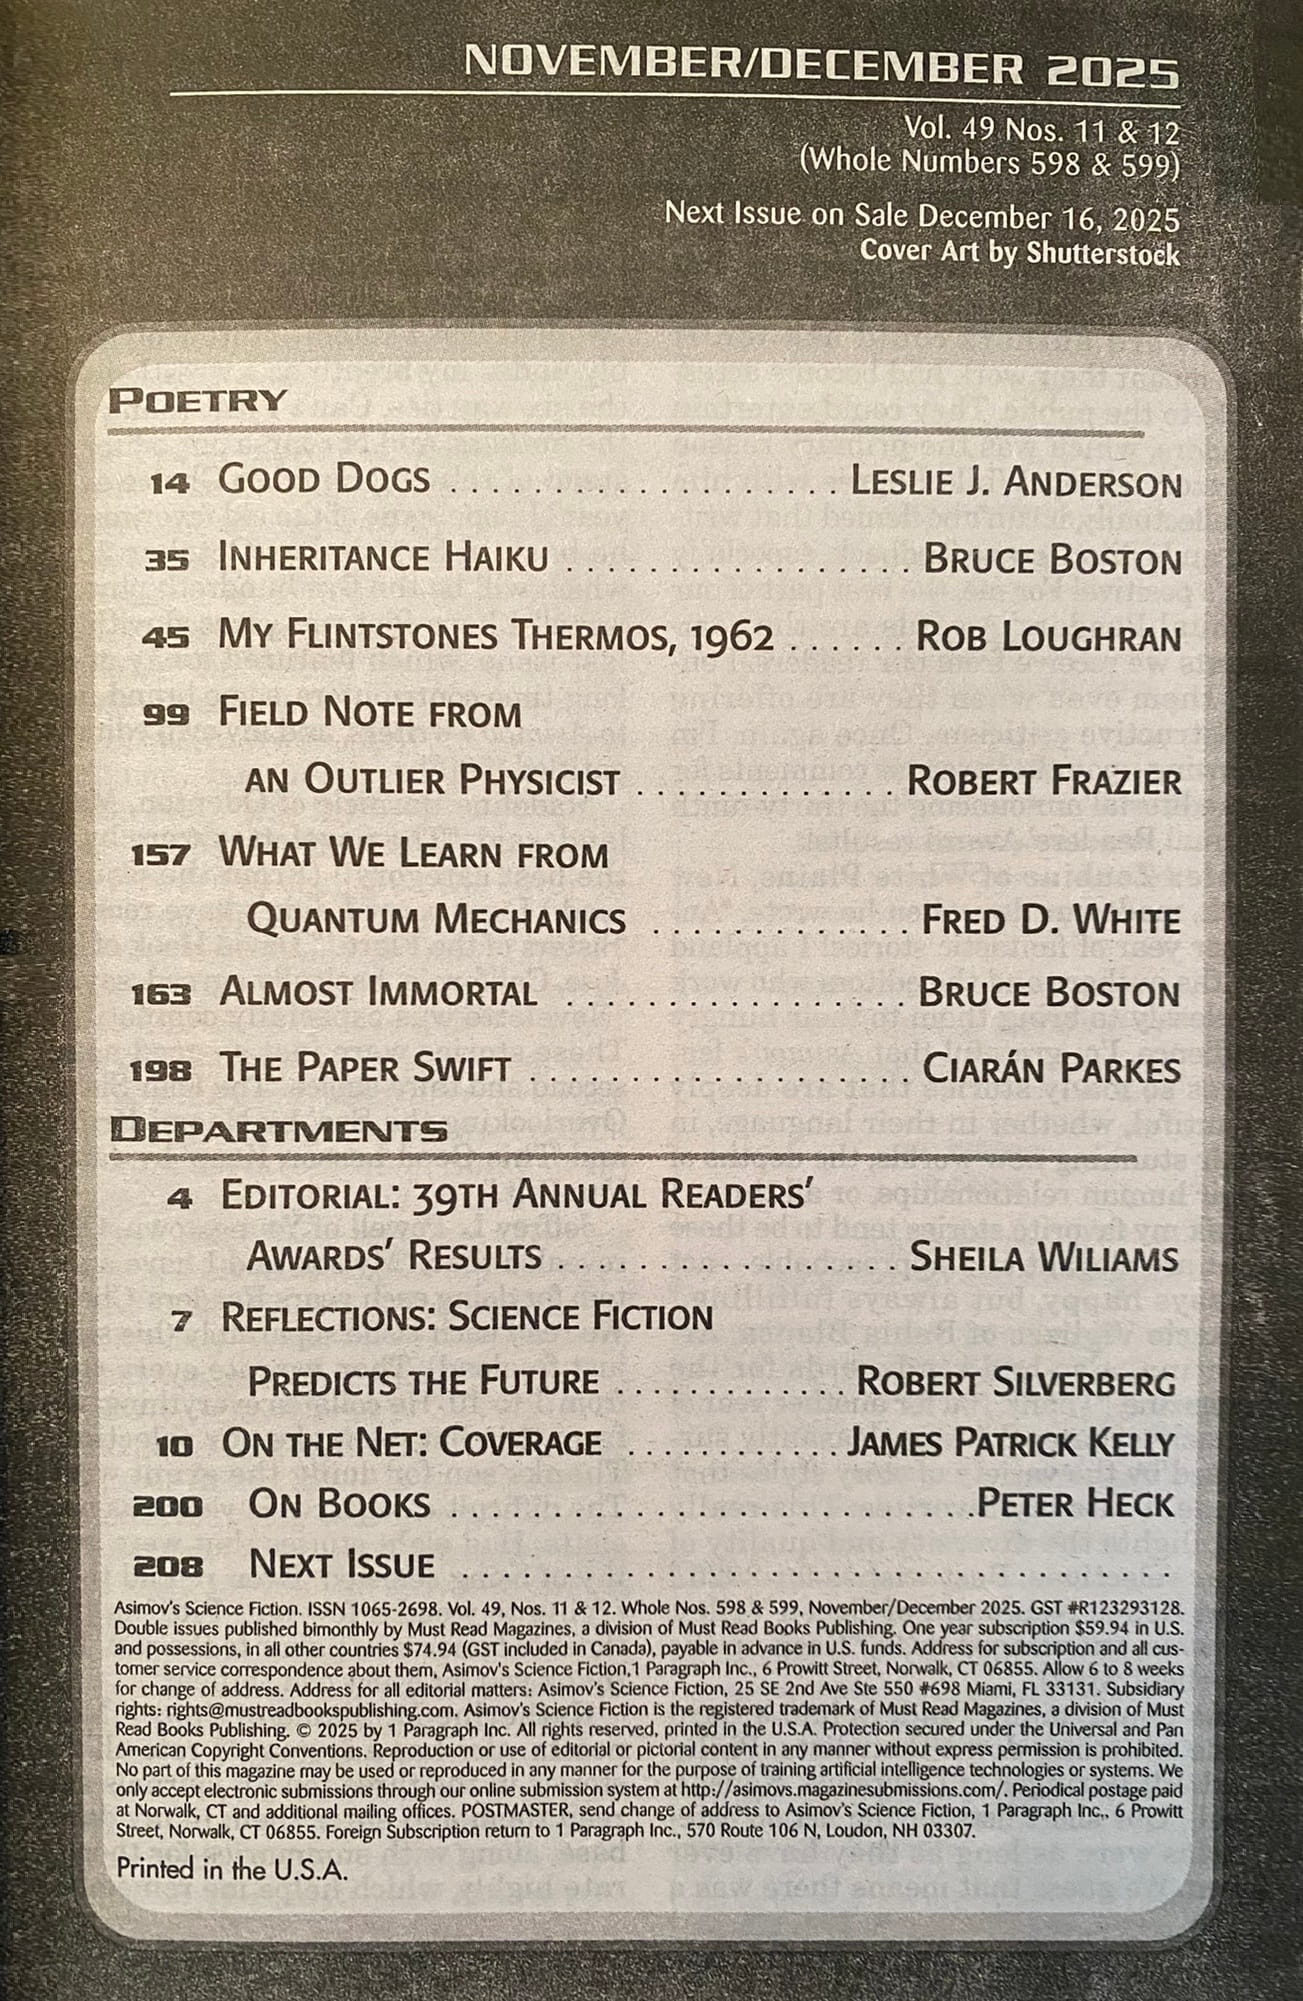 NOVEMBER/DECEMBER 2025
Vol. 49 Nos. 11 & 12
(Whole Numbers 598 & 599)
Next Issue on Sale December 16, 2025
Cover Art by Shutterstock
POETRY
14 GOOD DOGS . . . . . . . . . . . . . . . . . . . LESLIE J. ANDERSON
35 INHERITANCE HAIKU . . . . . . . . . . . . . . . . . BRUCE BOSTON
45 MY FLINTSTONES THERMOS, 1962 . . . . . . ROB LOUGHRAN
99 FIELD NOTE FROM
AN OUTLIER PHYSICIST . . . . . . . . . . . . . ROBERT FRAZIER
157 WHAT WE LEARN FROM
QUANTUM MECHANICS . . . . . . . . . . . . . FRED D. WHITE
163 ALMOST IMMORTAL . . . . . . . . . . . . . . . . . BRUCE BOSTON
198 THE PAPER SWIFT . . . . . . . . . . . . . . . . . . . CIARÁN PARKES
DEPARTMENTS
4 EDITORIAL: 39TH ANNUAL READERS'
AWARDS' RESULTS . . . . . . . . . . . . . . . . . SHEILA WILIAMS
7 REFLECTIONS: SCIENCE FICTION
PREDICTS THE FUTURE . . . . . . . . . . . . ROBERT SILVERBERG
10 ON THE NET: COVERAGE . . . . . . . . . . . JAMES PATRICK KELLY
200 ON BOOKS . . . . . . . . . . . . . . . . . . . . . . . . . .PETER HECK
208 NEXT ISSUE . . . . . . . . . . . . . . . . . . . . . . . . . . . . . . . . . . .
Asimov's Science Fiction. ISSN 1065-2698. Vol. 49, Nos. 11 & 12. Whole Nos. 598 & 599, November/December 2025. GST #R123293128.
Double issues published bimonthly by Must Read Magazines, a division of Must Read Books Publishing. One year subscription $59.94 in U.S.
and possessions, in all other countries $74.94 (GST included in Canada), payable in advance in U.S. funds. Address for subscription and all cus-
tomer service correspondence about them, Asimov's Science Fiction,1 Paragraph Inc., 6 Prowitt Street, Norwalk, CT 06855. Allow 6 to 8 weeks
for change of address. Address for all editorial matters: Asimov's Science Fiction, 25 SE 2nd Ave Ste 550 #698 Miami, FL 33131. Subsidiary
rights: rights@mustreadbookspublishing.com. Asimov's Science Fiction is the registered trademark of Must Read Magazines, a division of Must
Read Books Publishing. © 2025 by 1 Paragraph Inc. All rights reserved, printed in the U.S.A. Protection secured under the Universal and Pan
American Copyright Conventions. Reproduction or use of editorial or pictorial content in any manner without express permission is prohibited.
No part of this magazine may be used or reproduced in any manner for the purpose of training artificial intelligence technologies or systems. We
only accept electronic submissions through our online submission system at http://asimovs.magazinesubmissions.com/. Periodical postage paid
at Norwalk, CT and additional mailing offices. POSTMASTER, send change of address to Asimov's Science Fiction, 1 Paragraph Inc,, 6 Prowitt
Street, Norwalk, CT 06855. Foreign Subscription return to 1 Paragraph Inc., 570 Route 106 N, Loudon, NH 03307.
Printed in the U.S.A.